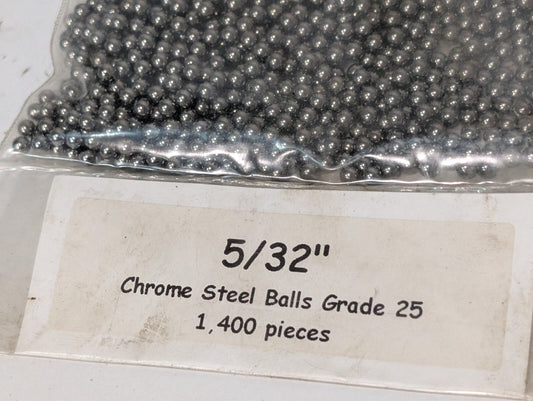 5/32"
Chrome Steel Balls Grade 25
1,400 pieces